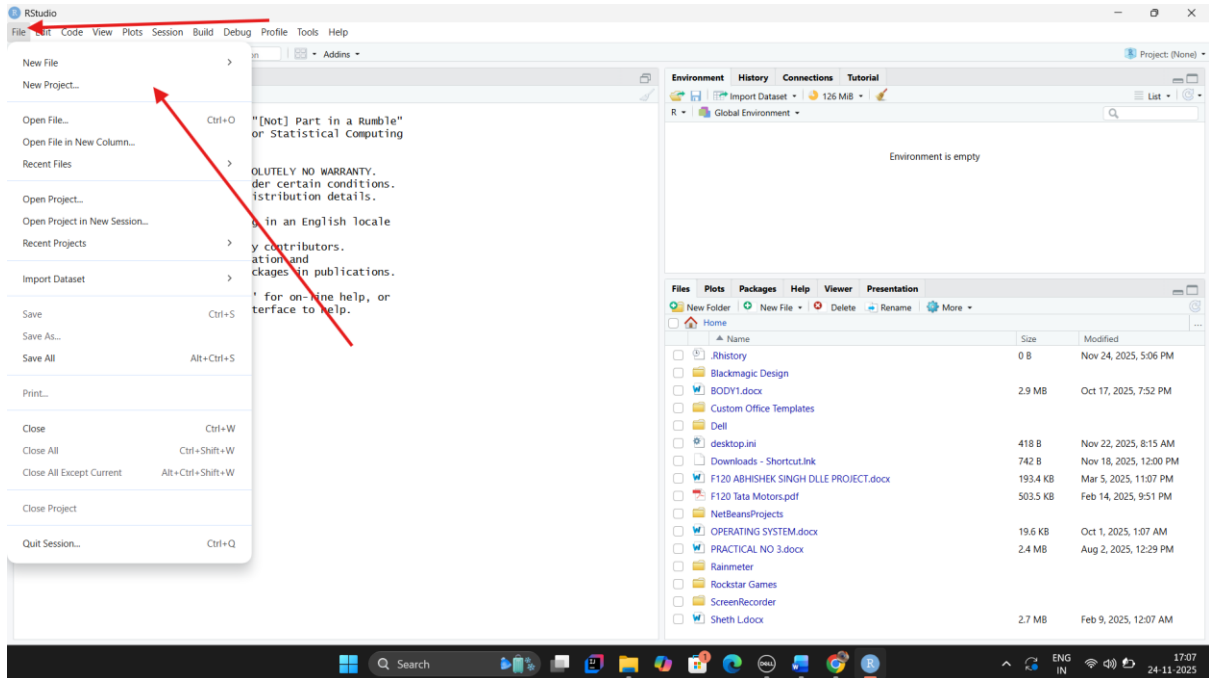 RStudio
File Edit Code View Plots Session Build Debug Profile Tools Help
Addins
Project: (None)
New File
New Project...
Open File... Ctrl+O
Open File in New Column...
Recent Files
Open Project...
Open Project in New Session...
Recent Projects
Import Dataset
Save Ctrl+S
Save As...
Save All Alt+Ctrl+S
Print...
Close Ctrl+W
Close All Ctrl+Shift+W
Close All Except Current Alt+Ctrl+Shift+W
Close Project
Quit Session... Ctrl+Q
"[Not] Part in a Rumble"
or Statistical Computing
OLUTELY NO WARRANTY.
der certain conditions.
istribution details.
g in an English locale
y contributors.
ation and
ckages in publications.
' for on-line help, or
terface to help.
Environment History Connections Tutorial
Import Dataset 126 MiB List
R Global Environment
Environment is empty
Files Plots Packages Help Viewer Presentation
New Folder New File Delete Rename More
Home
Name Size Modified
.Rhistory 0 B Nov 24, 2025, 5:06 PM
Blackmagic Design
BODY1.docx 2.9 MB Oct 17, 2025, 7:52 PM
Custom Office Templates
Dell
desktop.ini 418 B Nov 22, 2025, 8:15 AM
Downloads - Shortcut.lnk 742 B Nov 18, 2025, 12:00 PM
F120 ABHISHEK SINGH DLLE PROJECT.docx 193.4 KB Mar 5, 2025, 11:07 PM
F120 Tata Motors.pdf 503.5 KB Feb 14, 2025, 9:51 PM
NetBeansProjects
OPERATING SYSTEM.docx 19.6 KB Oct 1, 2025, 1:07 AM
PRACTICAL NO 3.docx 2.4 MB Aug 2, 2025, 12:29 PM
Rainmeter
Rockstar Games
ScreenRecorder
Sheth L.docx 2.7 MB Feb 9, 2025, 12:07 AM
Search
ENG
IN
17:07
24-11-2025